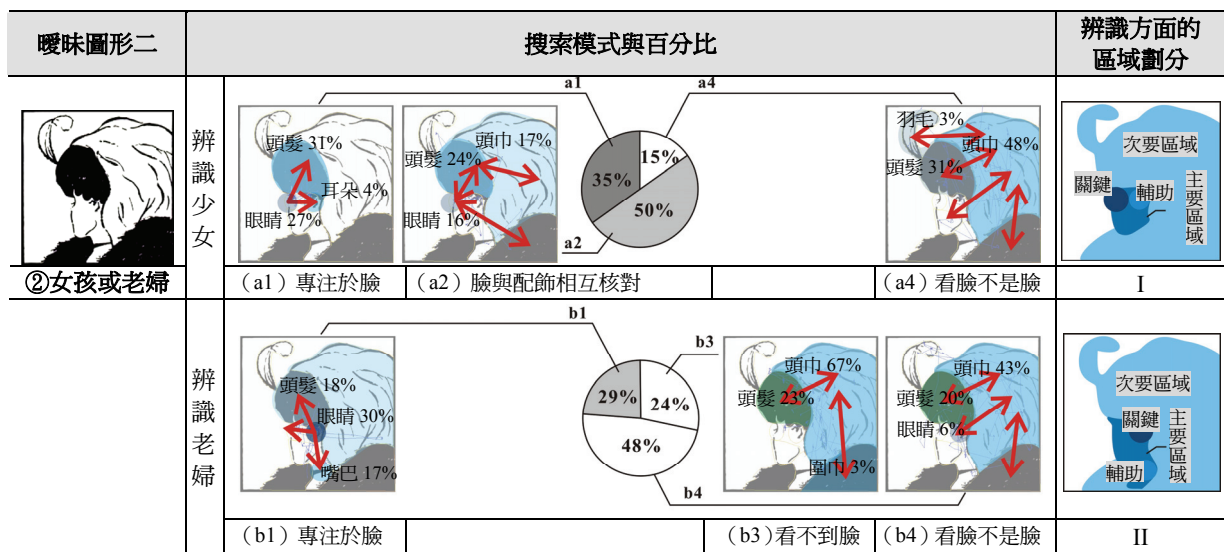 曖昧圖形二
搜索模式與百分比
辨識方面的
區域劃分
②女孩或老婦
辨識少女
a1
a4
頭髮 31%
耳朵 4%
眼睛 27%
頭巾 17%
頭髮 24%
眼睛 16%
35%
15%
50%
a2
羽毛 3%
頭巾 48%
頭髮 31%
次要區域
關鍵
輔助
主要區域
（a1）專注於臉
（a2）臉與配飾相互核對
（a4）看臉不是臉
I
辨識老婦
b1
b3
頭髮 18%
眼睛 30%
嘴巴 17%
29%
24%
48%
b4
頭巾 67%
頭髮 23%
圍巾 3%
頭巾 43%
頭髮 20%
眼睛 6%
次要區域
關鍵
主要區域
輔助
（b1）專注於臉
（b3）看不到臉
（b4）看臉不是臉
II